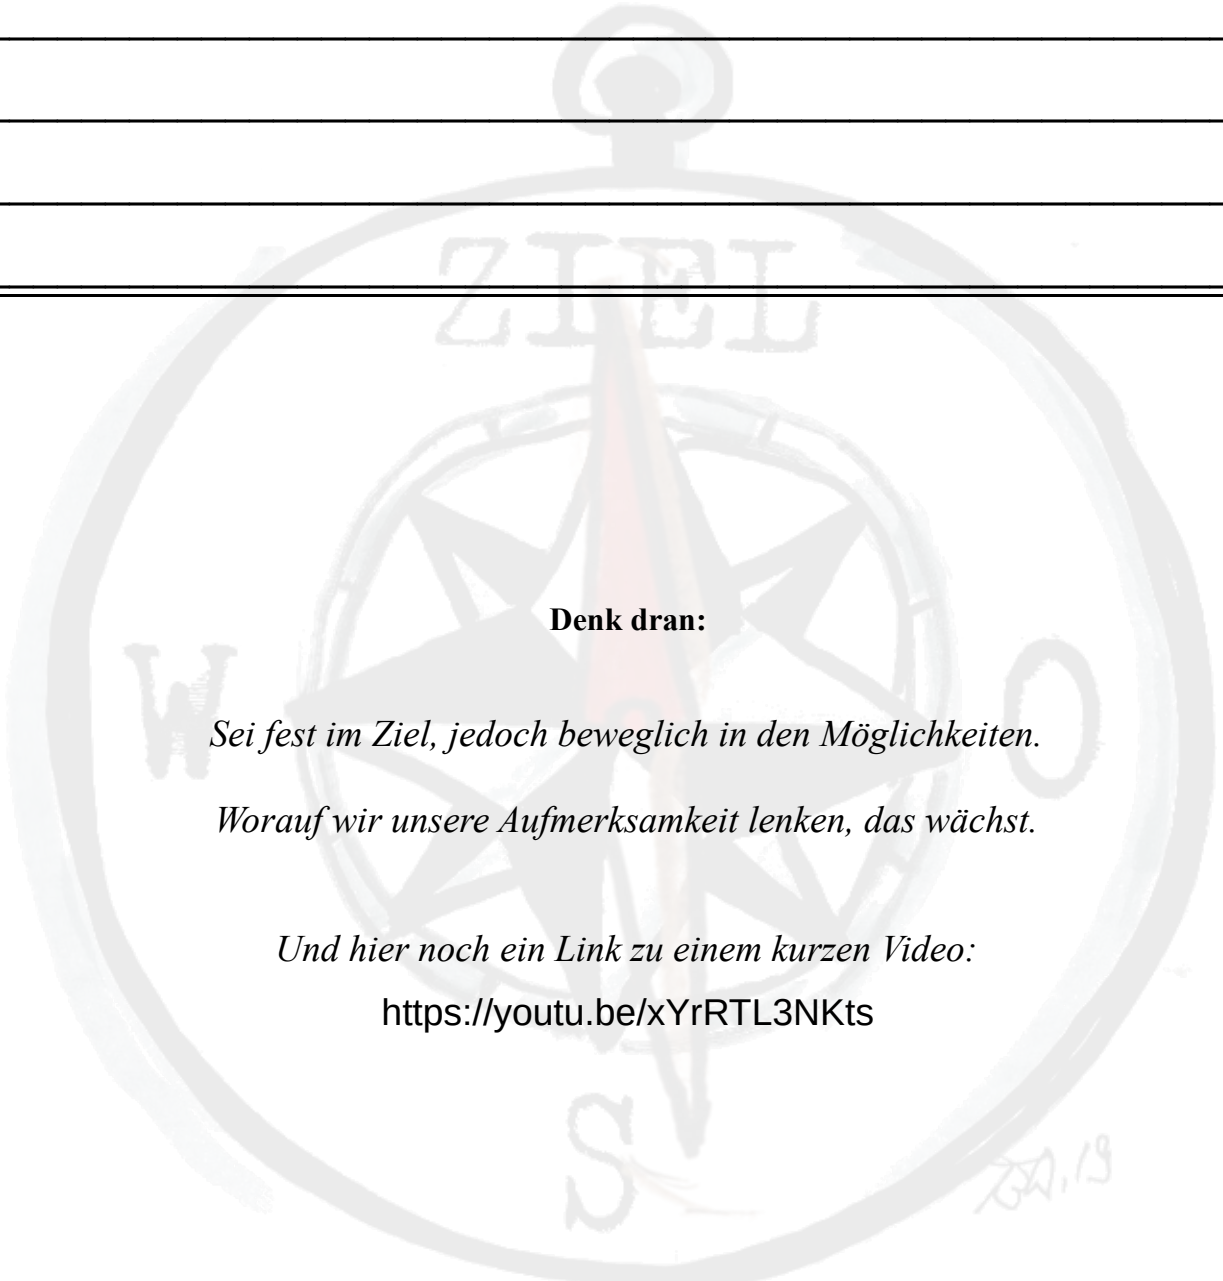 ZIEL
Denk dran:
W
O
Sei fest im Ziel, jedoch beweglich in den Möglichkeiten.
Worauf wir unsere Aufmerksamkeit lenken, das wächst.
Und hier noch ein Link zu einem kurzen Video:
https://youtu.be/xYrRTL3NKts
S